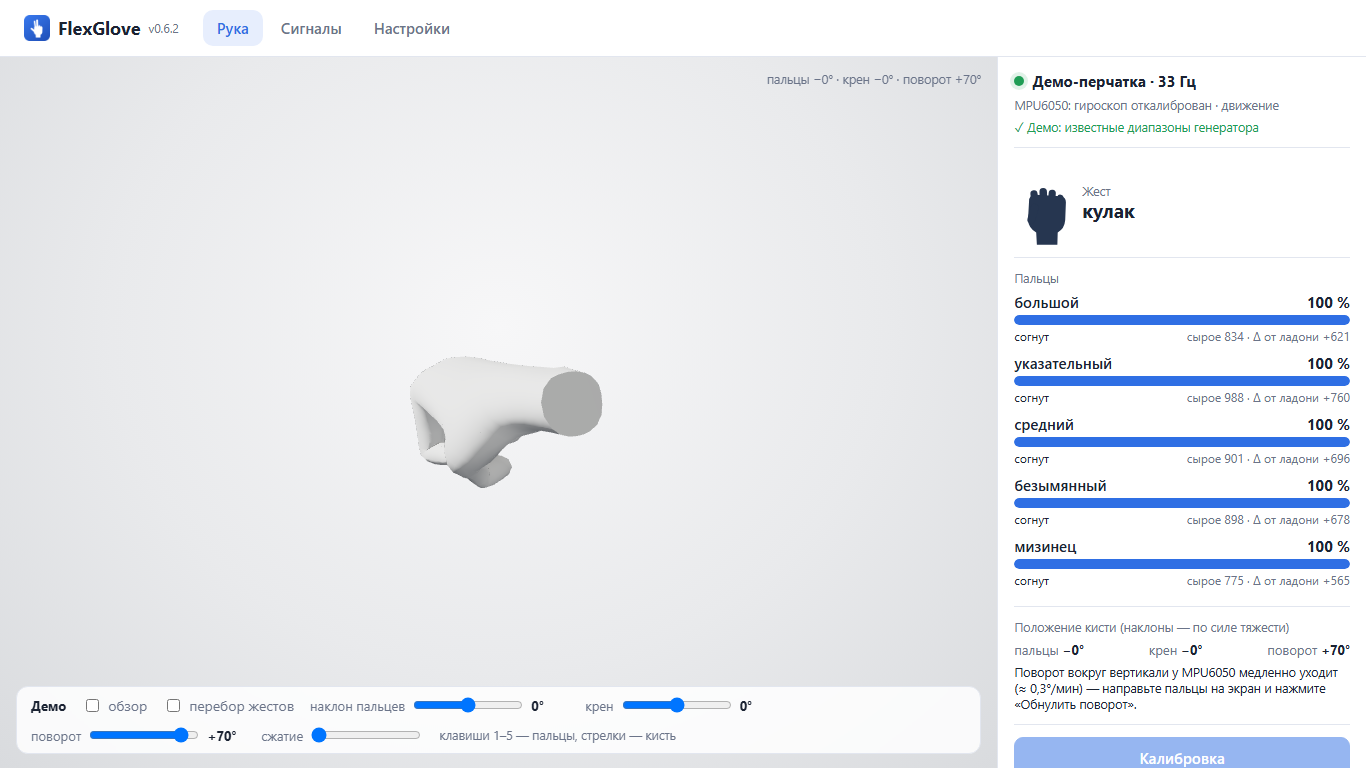 FlexGlove v0.6.2 Рука Сигналы Настройки
пальцы −0° · крен −0° · поворот +70°
Демо-перчатка · 33 Гц
MPU6050: гироскоп откалиброван · движение
✓ Демо: известные диапазоны генератора
Жест
кулак
Пальцы
большой 100 %
согнут сырое 834 · Δ от ладони +621
указательный 100 %
согнут сырое 988 · Δ от ладони +760
средний 100 %
согнут сырое 901 · Δ от ладони +696
безымянный 100 %
согнут сырое 898 · Δ от ладони +678
мизинец 100 %
согнут сырое 775 · Δ от ладони +565
Положение кисти (наклоны — по силе тяжести)
пальцы −0° крен −0° поворот +70°
Поворот вокруг вертикали у MPU6050 медленно уходит
(≈ 0,3°/мин) — направьте пальцы на экран и нажмите
«Обнулить поворот».
Калибровка
Демо обзор перебор жестов наклон пальцев 0° крен 0°
поворот +70° сжатие клавиши 1–5 — пальцы, стрелки — кисть